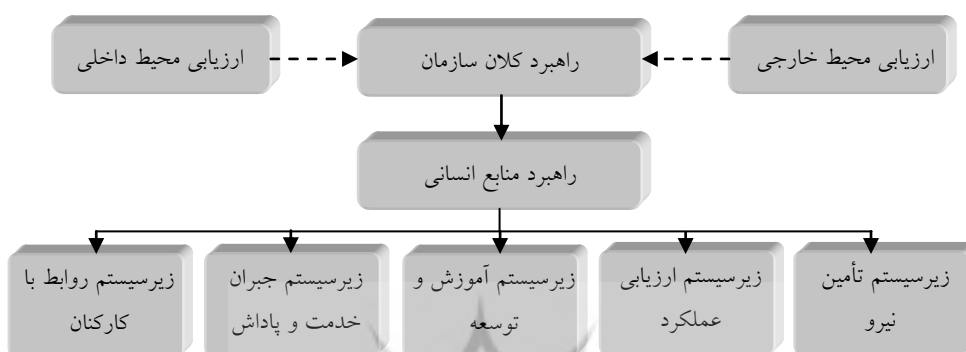 ارزیابی محیط خارجی
راهبرد کلان سازمان
ارزیابی محیط داخلی
راهبرد منابع انسانی
زیرسیستم تأمین
نیرو
زیرسیستم ارزیابی
عملکرد
زیرسیستم آموزش و
توسعه
زیرسیستم جبران
خدمت و پاداش
زیرسیستم روابط با
کارکنان